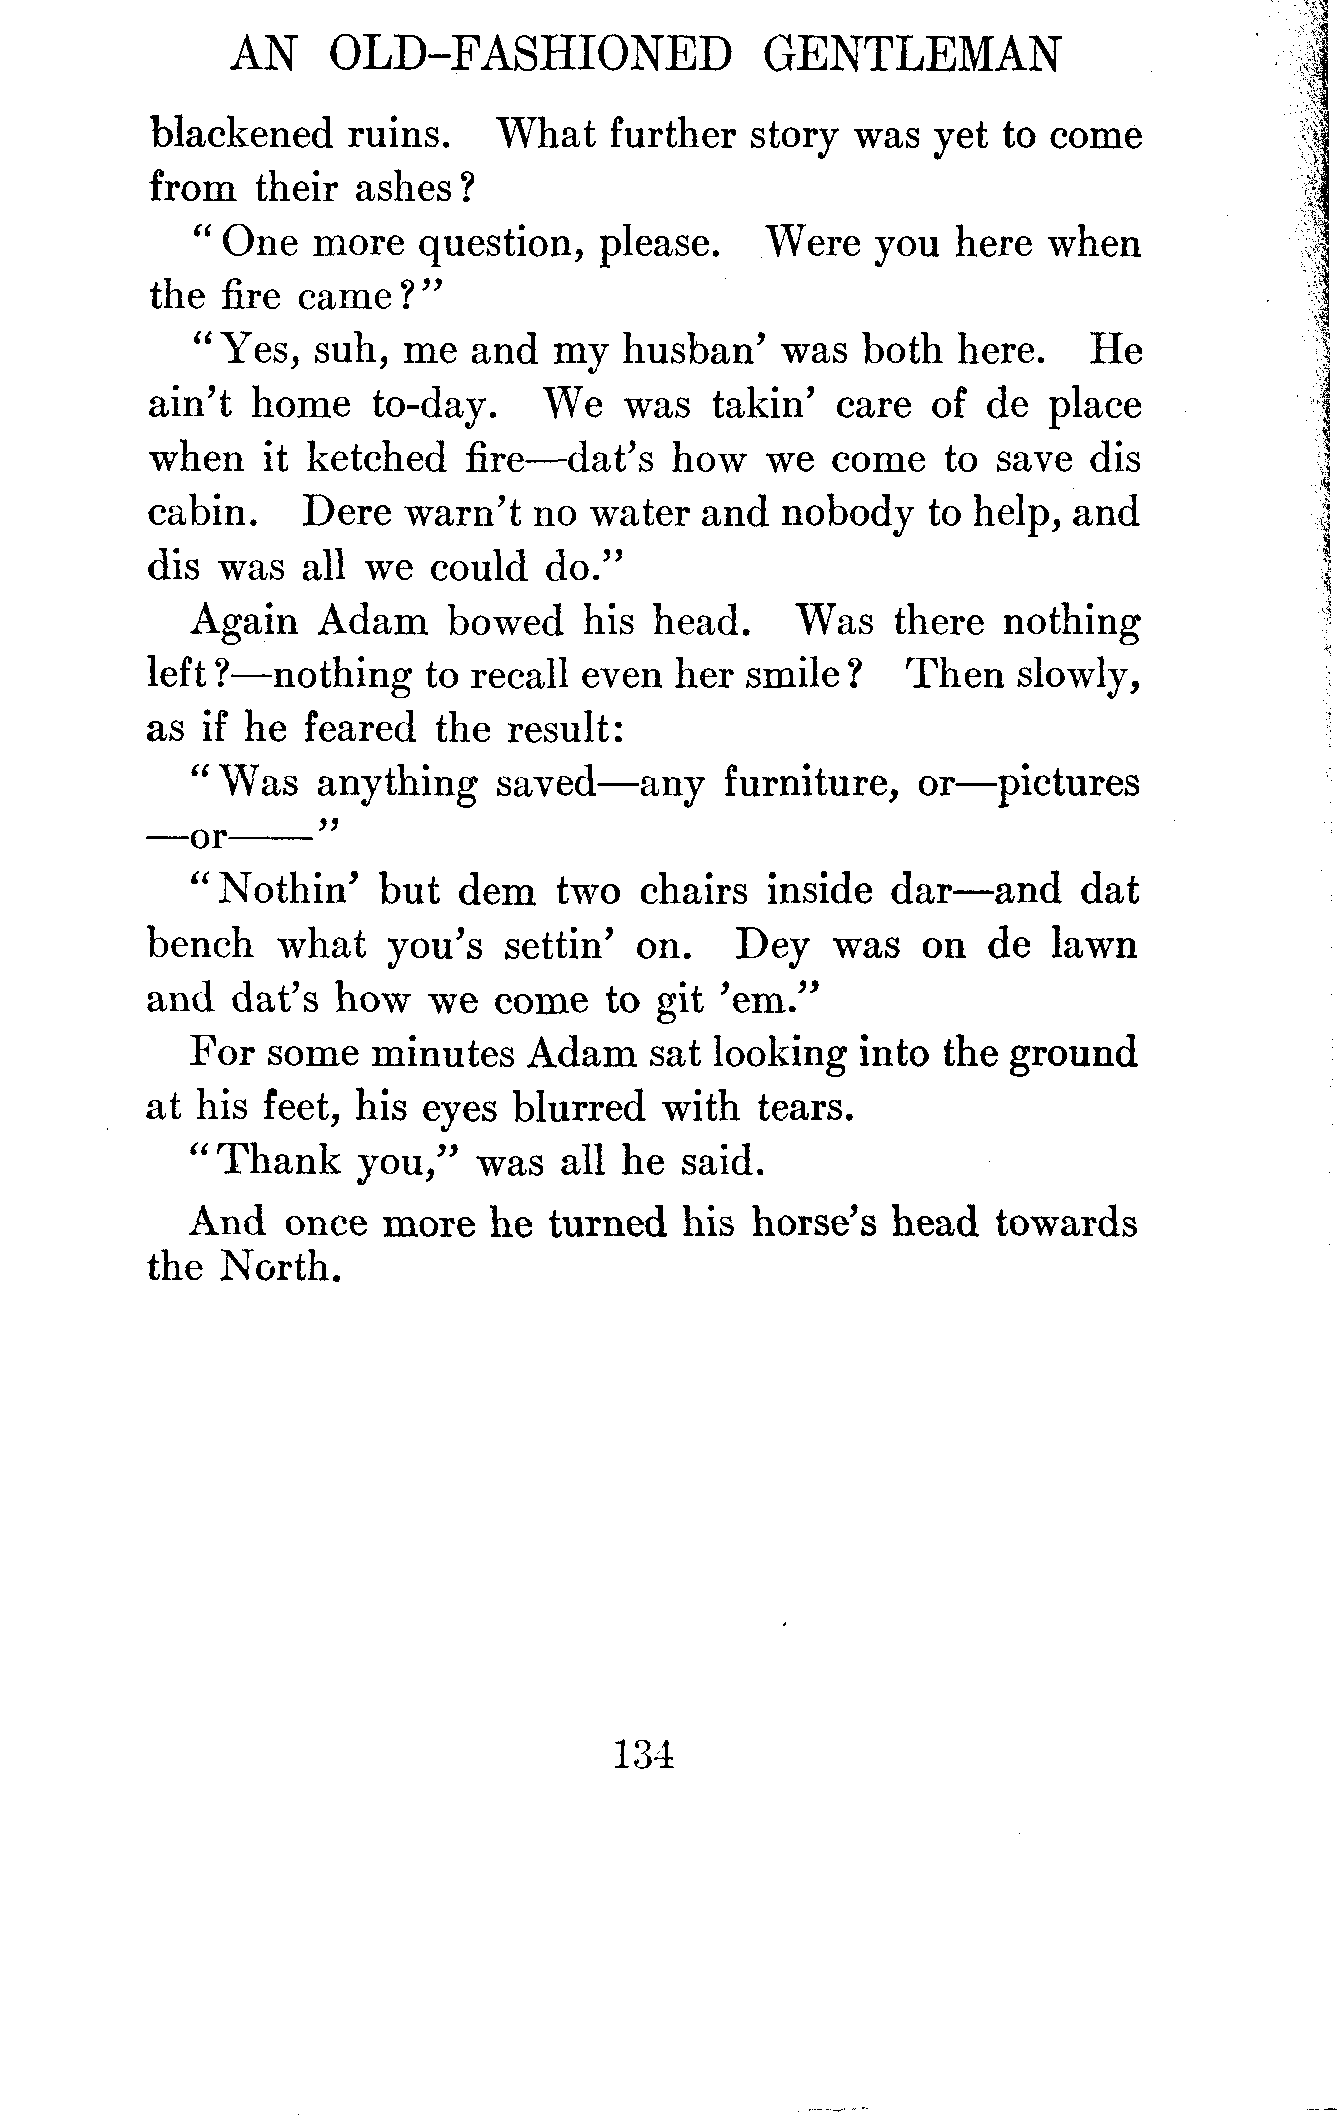 AN OLD-FASHIONED GENTLEMAN
blackened ruins. What further story was yet to come
from their ashes?
“One more question, please. Were you here when
the fire came?”
“Yes, suh, me and my husban’ was both here. He
ain’t home to-day. We was takin’ care of de place
when it ketched fire—dat’s how we come to save dis
cabin. Dere warn’t no water and nobody to help, and
dis was all we could do.”
Again Adam bowed his head. Was there nothing
left?—nothing to recall even her smile? Then slowly,
as if he feared the result:
“Was anything saved—any furniture, or—pictures
—or——”
“Nothin’ but dem two chairs inside dar—and dat
bench what you’s settin’ on. Dey was on de lawn
and dat’s how we come to git ’em.”
For some minutes Adam sat looking into the ground
at his feet, his eyes blurred with tears.
“Thank you,” was all he said.
And once more he turned his horse’s head towards
the North.
134